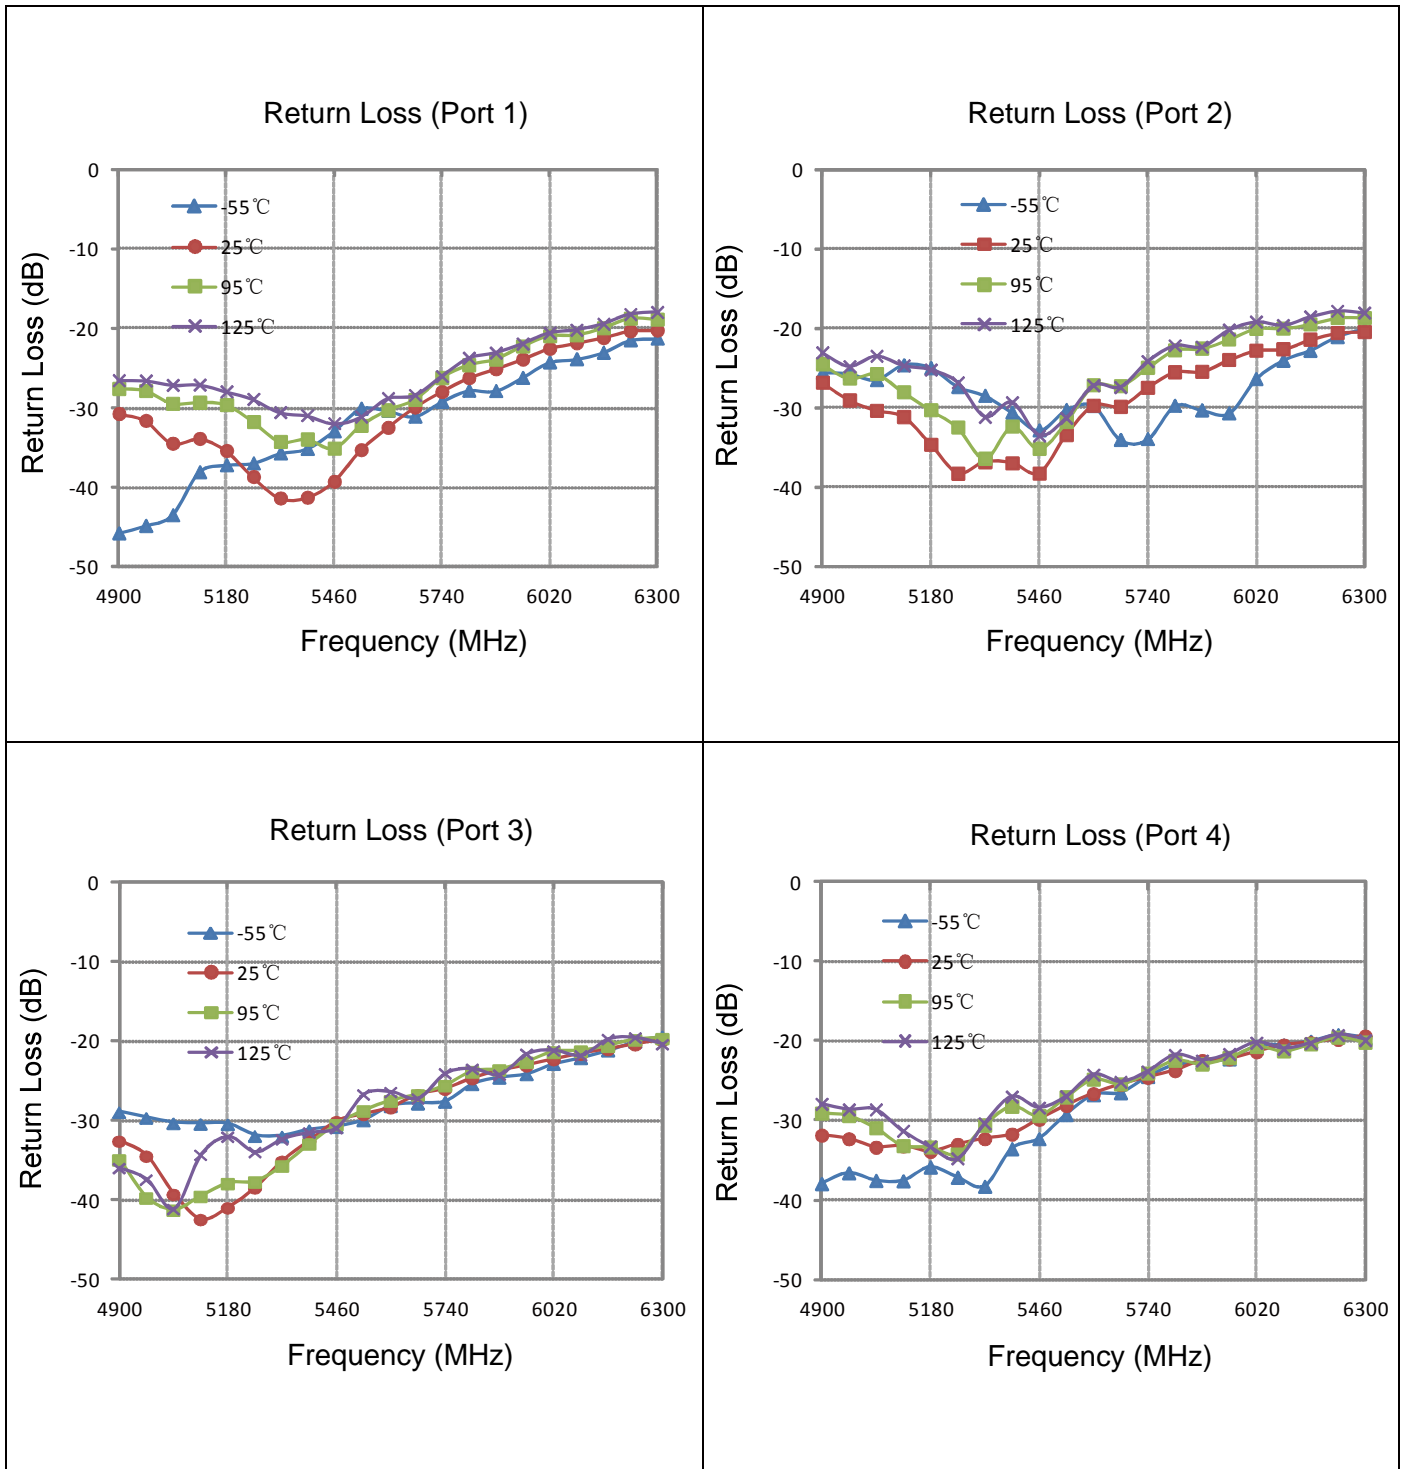 Return Loss (Port 1)
Return Loss (dB)
0
-10
-20
-30
-40
-50
-55℃
25℃
95℃
125℃
4900 5180 5460 5740 6020 6300
Frequency (MHz)
Return Loss (Port 2)
Return Loss (dB)
0
-10
-20
-30
-40
-50
-55℃
25℃
95℃
125℃
4900 5180 5460 5740 6020 6300
Frequency (MHz)
Return Loss (Port 3)
Return Loss (dB)
0
-10
-20
-30
-40
-50
-55℃
25℃
95℃
125℃
4900 5180 5460 5740 6020 6300
Frequency (MHz)
Return Loss (Port 4)
Return Loss (dB)
0
-10
-20
-30
-40
-50
-55℃
25℃
95℃
125℃
4900 5180 5460 5740 6020 6300
Frequency (MHz)